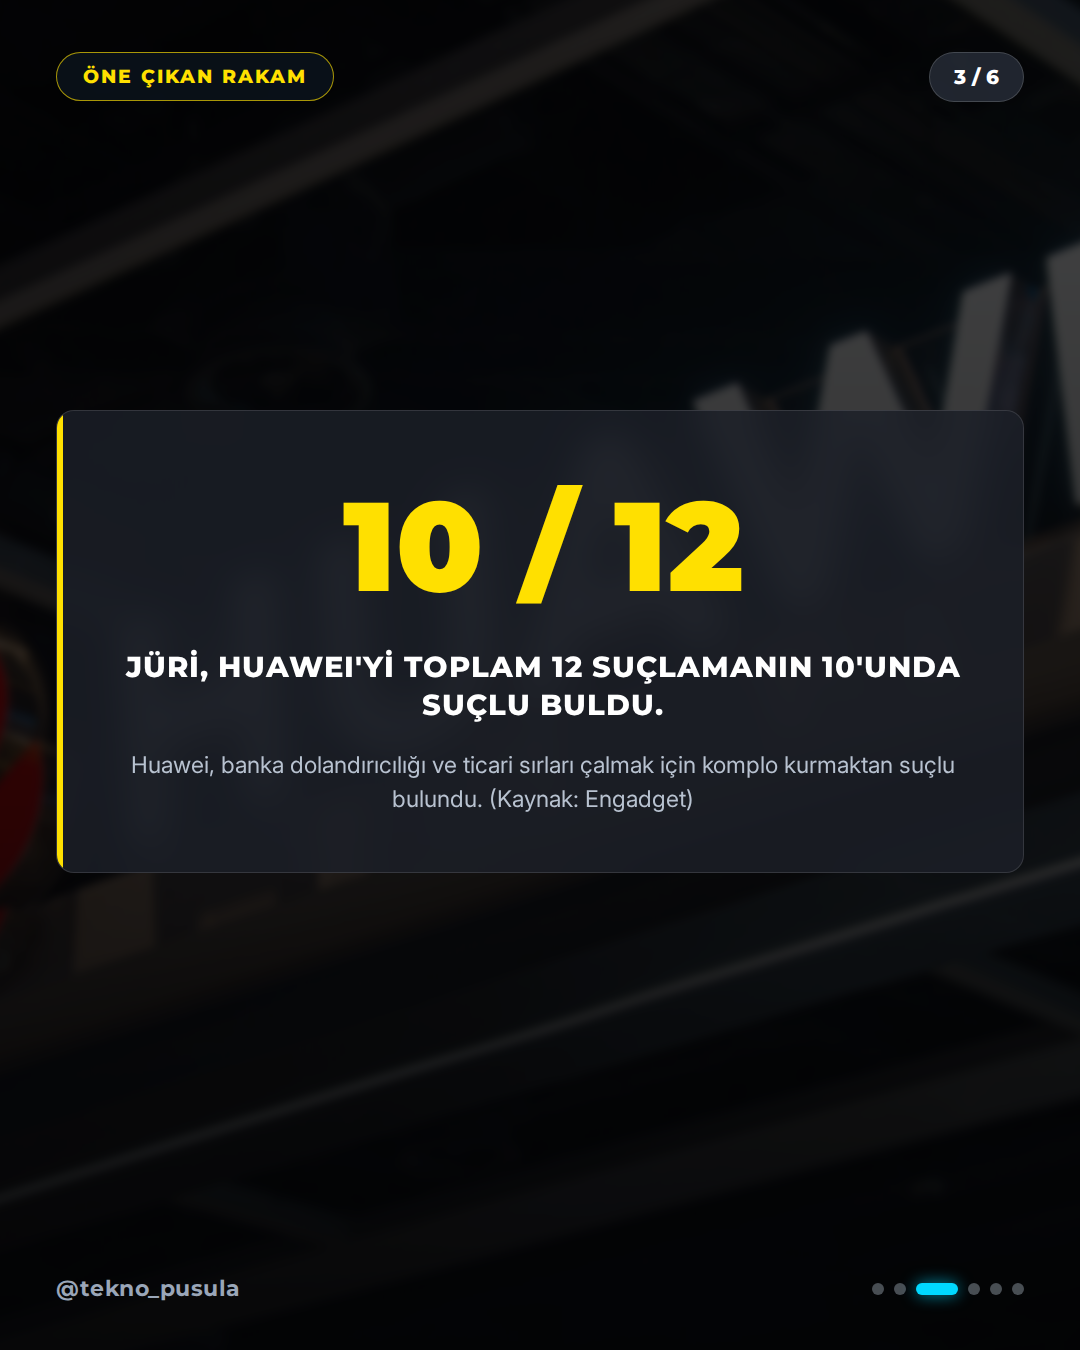 ÖNE ÇIKAN RAKAM
3 / 6
10 / 12
JÜRİ, HUAWEI'Yİ TOPLAM 12 SUÇLAMANIN 10'UNDA
SUÇLU BULDU.
Huawei, banka dolandırıcılığı ve ticari sırları çalmak için komplo kurmaktan suçlu
bulundu. (Kaynak: Engadget)
@tekno_pusula